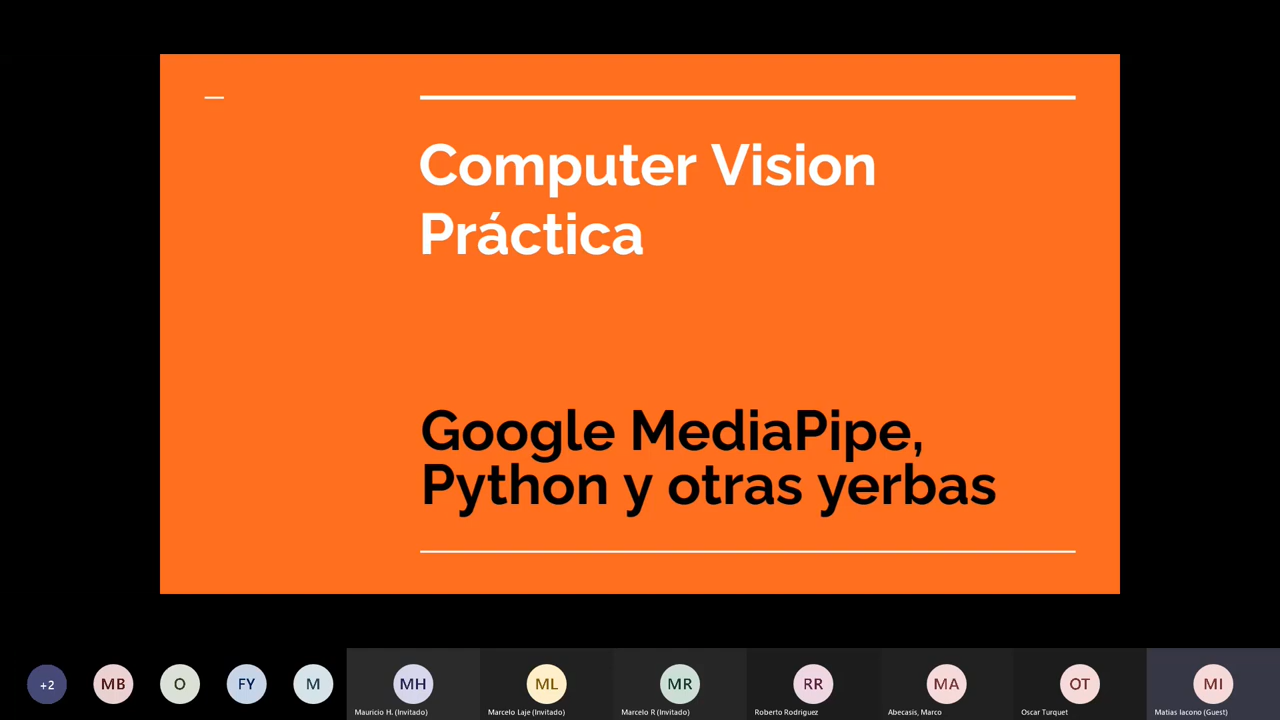 Computer Vision
Práctica
Google MediaPipe,
Python y otras yerbas
+2
MB
O
FY
M
MH
ML
MR
RR
MA
OT
MI
Mauricio H. (Invitado)
Marcelo Laje (Invitado)
Marcelo R (Invitado)
Roberto Rodriguez
Abecasis, Marco
Oscar Turquet
Matias Iacono (Guest)